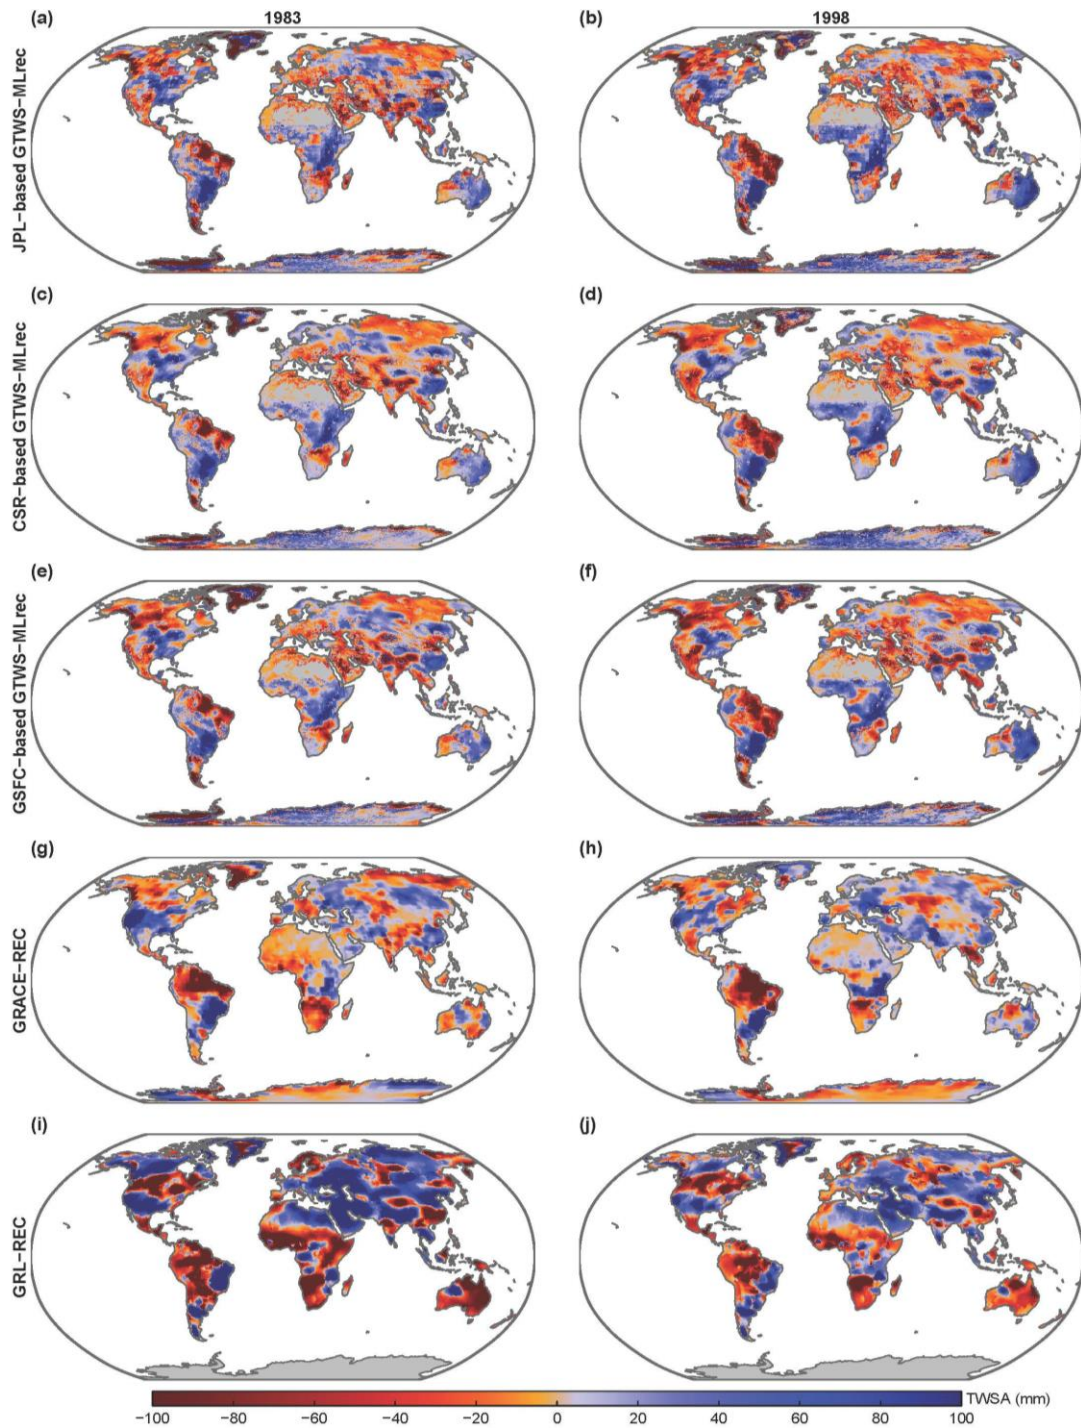 1983
1998
(a)
(b)
JPL-based GTWS-MLrec
(c)
(d)
CSR-based GTWS-MLrec
(e)
(f)
GSFC-based GTWS-MLrec
(g)
(h)
GRACE-REC
(i)
(j)
GRL-REC
TWSA (mm)
−100 −80 −60 −40 −20 0 20 40 60 80 100